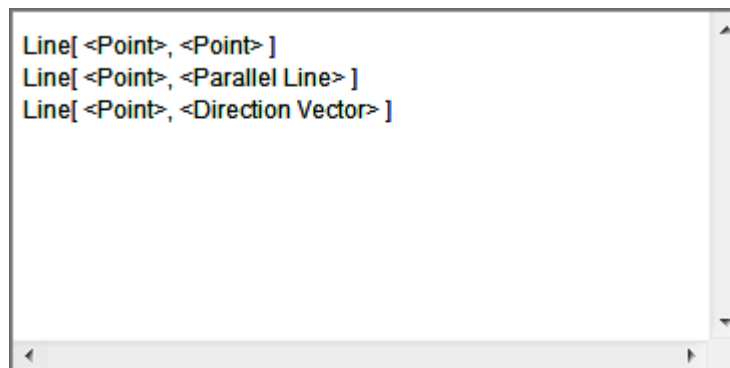 Line[ <Point>, <Point> ]
Line[ <Point>, <Parallel Line> ]
Line[ <Point>, <Direction Vector> ]